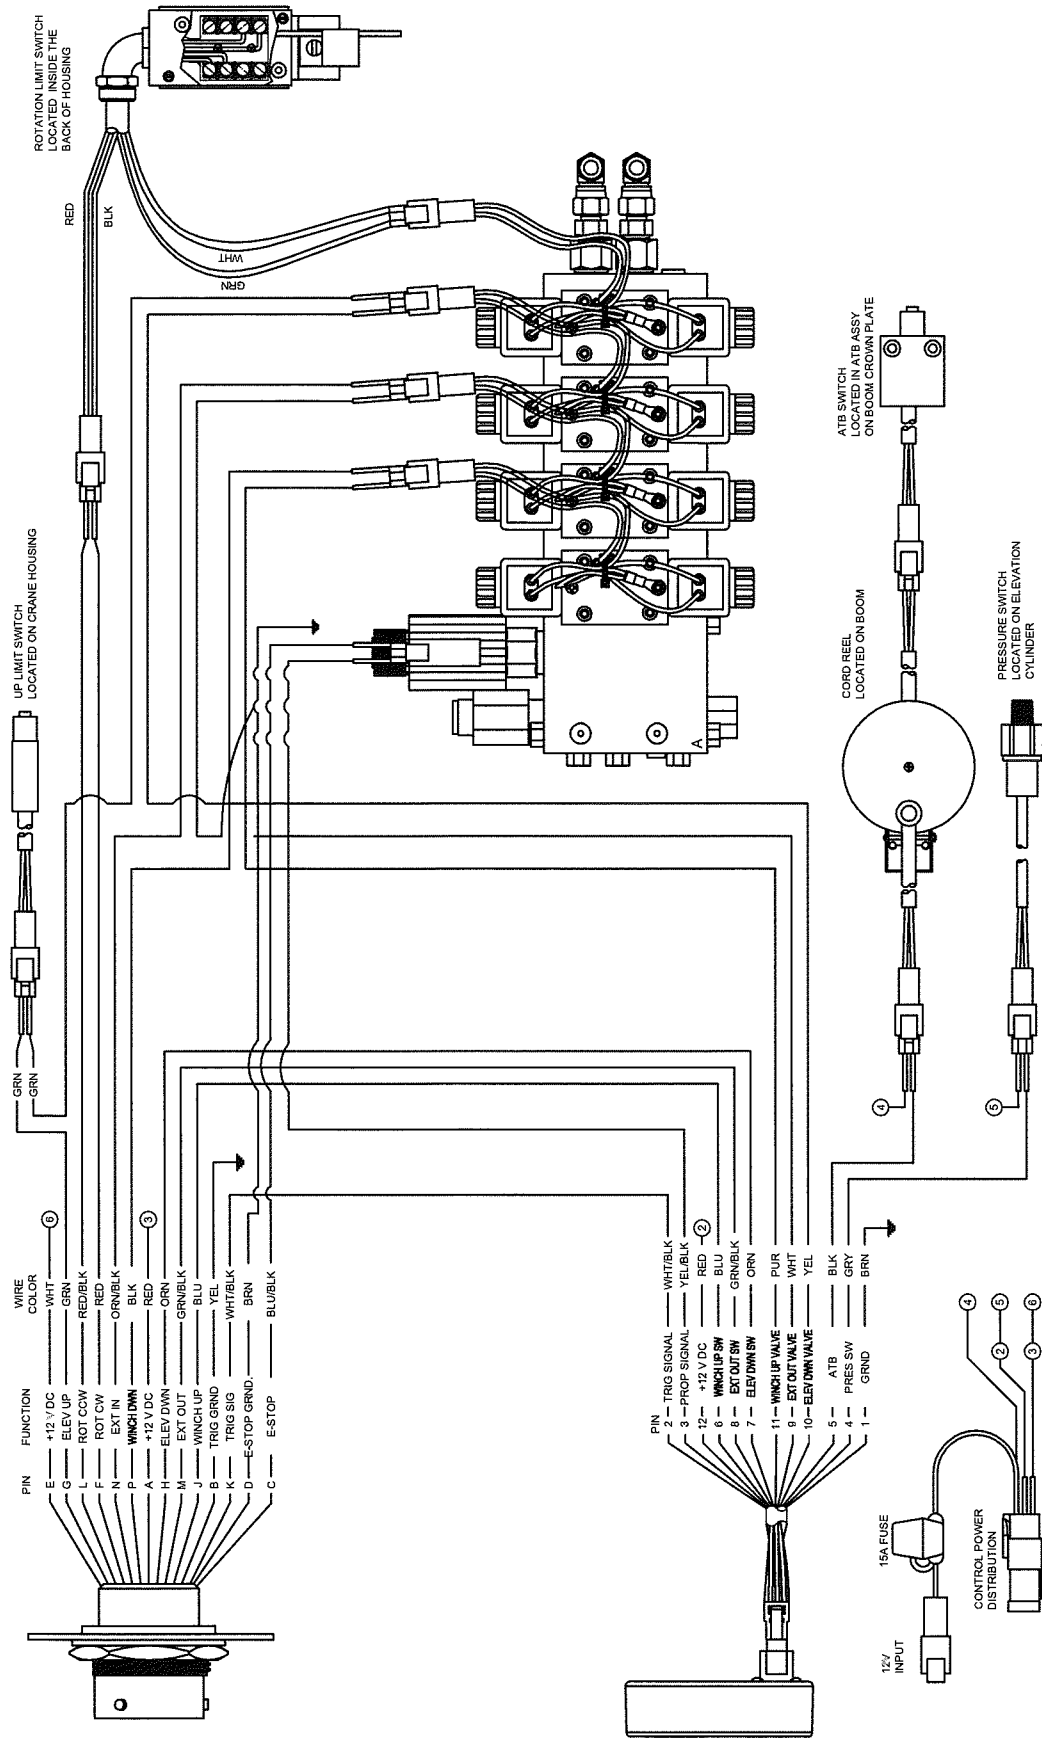 ROTATION LIMIT SWITCH
LOCATED INSIDE THE
BACK OF HOUSING
RED
BLK
WHT
GRN
UP LIMIT SWITCH
LOCATED ON CRANE HOUSING
GRN
GRN
ATB SWITCH
LOCATED IN ATB ASSY
ON BOOM CROWN PLATE
CORD REEL
LOCATED ON BOOM
PRESSURE SWITCH
LOCATED ON ELEVATION
CYLINDER
A
4
5
PIN FUNCTION WIRE
COLOR
E +12 V DC WHT 6
G ELEV UP GRN
L ROT CCW RED/BLK
F ROT CW RED
N EXT IN ORN/BLK
P WINCH DWN BLK
A +12 V DC RED 3
H ELEV DWN ORN
M EXT OUT GRN/BLK
J WINCH UP BLU
B TRIG GRND YEL
K TRIG SIG WHT/BLK
D E-STOP GRND. BRN
C E-STOP BLU/BLK
PIN
2 TRIG SIGNAL WHT/BLK
3 PROP SIGNAL YEL/BLK
12 +12 V DC RED 2
6 WINCH UP SW BLU
8 EXT OUT SW GRN/BLK
7 ELEV DWN SW ORN
11 WINCH UP VALVE PUR
9 EXT OUT VALVE WHT
10 ELEV DWN VALVE YEL
5 ATB BLK
4 PRES SW GRY
1 GRND BRN
15A FUSE
12V
INPUT
CONTROL POWER
DISTRIBUTION
4
5
2
6
3